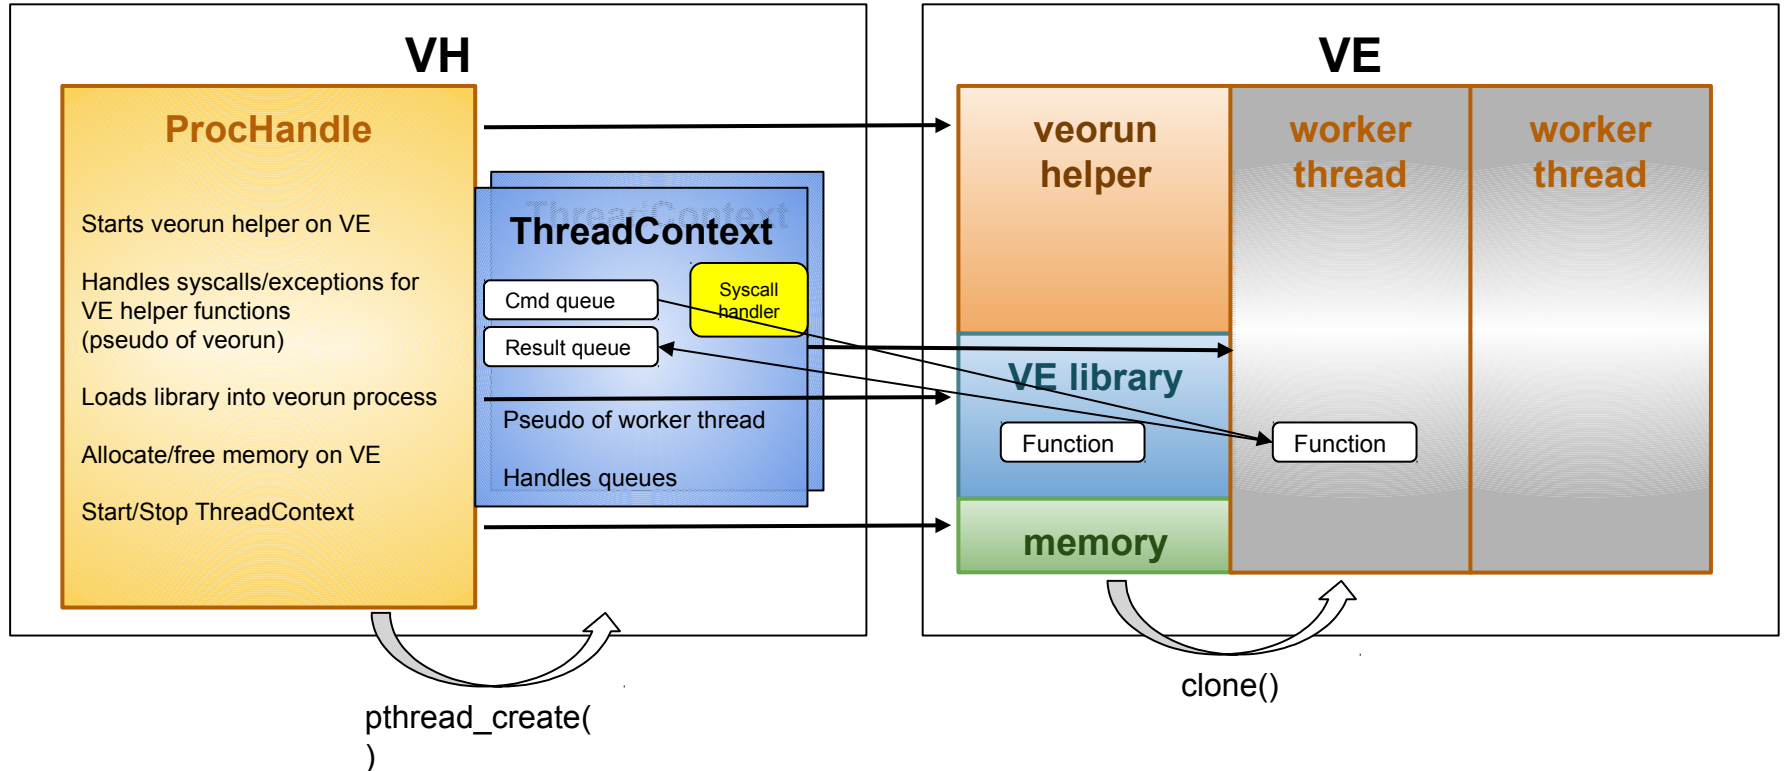 VH
ProcHandle
Starts veorun helper on VE
Handles syscalls/exceptions for
VE helper functions
(pseudo of veorun)
Loads library into veorun process
Allocate/free memory on VE
Start/Stop ThreadContext
ThreadContext
ThreadContext
Cmd queue
Result queue
Syscall
handler
Pseudo of worker thread
Handles queues
pthread_create(
)
VE
veorun
helper
VE library
Function
memory
worker
thread
Function
worker
thread
clone()